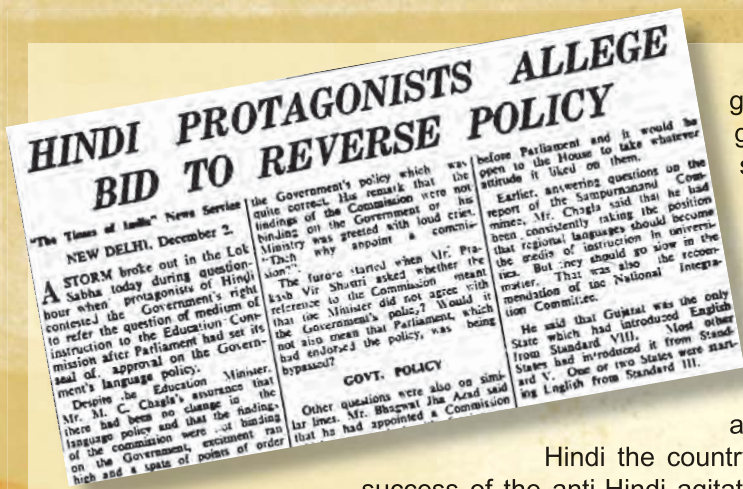 HINDI PROTAGONISTS ALLEGE
BID TO REVERSE POLICY
"The Times of India" News Service
NEW DELHI, December 2.
A STORM broke out in the Lok
Sabha today during question-
hour when protagonists of Hindi
contested the Government's right
to refer the question of medium of
instruction to the Education Com-
mission after Parliament had set its
seal of approval on the Govern-
ment's language policy.
Despite the Education Minister,
Mr. M. C. Chagla's assurance that
there had been no change in the
language policy and that the findings
of the commission were not binding
on the Government, excitment ran
high and a spate of points of order
the Government's policy which was
quite correct. His remark that the
findings of the Commission were not
binding on the Government or his
Ministry was greeted with loud cries,
"Then why appoint a commis-
sion?".
The furore started when Mr. Pra-
kash Vir Shastri asked whether the
reference to the Commission meant
that the Minister did not agree with
the Government's policy? Would it
not also mean that Parliament, which
had endorsed the policy, was being
bypassed?
GOVT. POLICY
Other questions were also on simi-
lar lines. Mr. Bhagwat Jha Azad said
that he had appointed a Commission
before Parliament and it would be
open to the House to take whatever
attitude it liked on them.
Earlier, answering questions on the
report of the Sampurnanand Com-
mittee, Mr. Chagla said that he had
been consistently taking the position
that regional languages should become
the media of instruction in universi-
ties. But they should go slow in the
matter. That was also the recom-
mendation of the National Integra-
tion Committee.
He said that Gujarat was the only
State which had introduced English
from Standard VIII. Most other
States had introduced it from Stand-
ard V. One or two States were start-
ing English from Standard III.
Hindi the countr
success of the anti-Hindi agitat